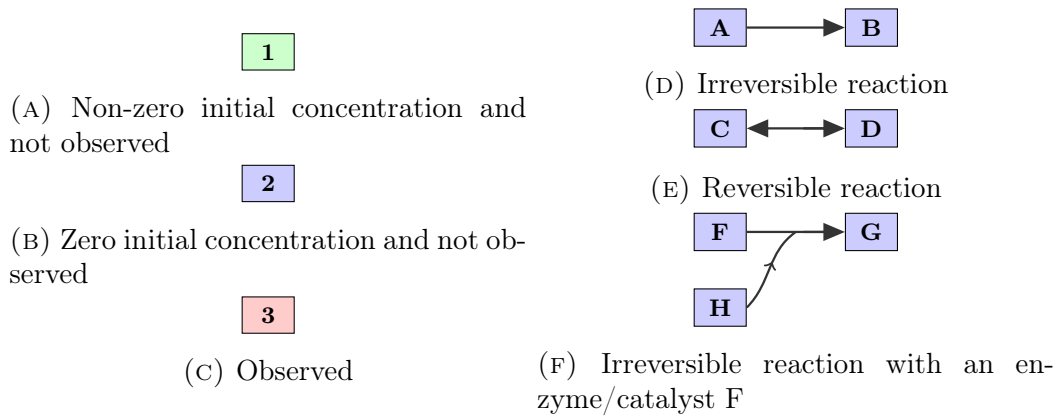 1
(A) Non-zero initial concentration and
not observed
2
(B) Zero initial concentration and not ob-
served
3
(C) Observed
A B
(D) Irreversible reaction
C D
(E) Reversible reaction
F G
H
(F) Irreversible reaction with an en-
zyme/catalyst F